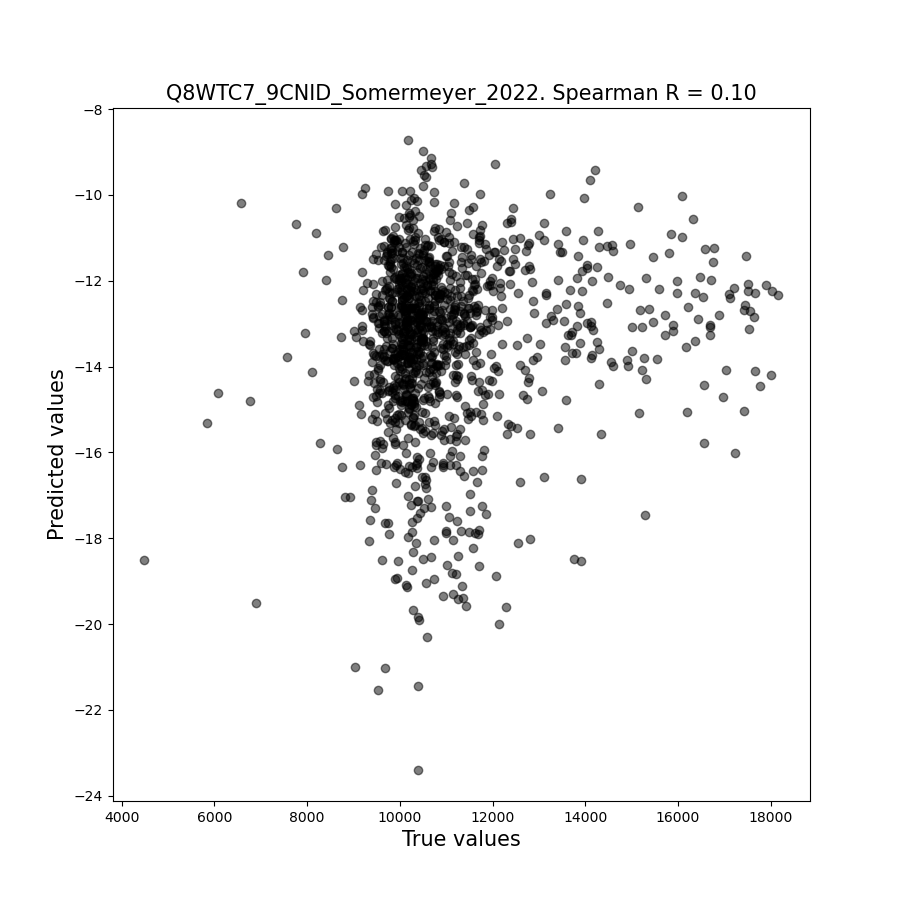 Q8WTC7_9CNID_Somermeyer_2022. Spearman R = 0.10
−8
−10
−12
−14
−16
−18
−20
−22
−24
Predicted values
4000 6000 8000 10000 12000 14000 16000 18000
True values